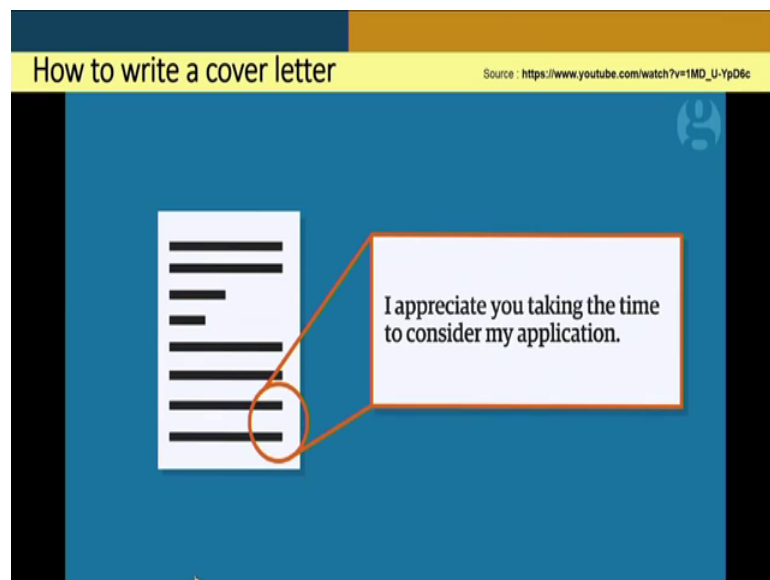 How to write a cover letter
Source : https://www.youtube.com/watch?v=1MD_U-YpD6c
g
I appreciate you taking the time
to consider my application.